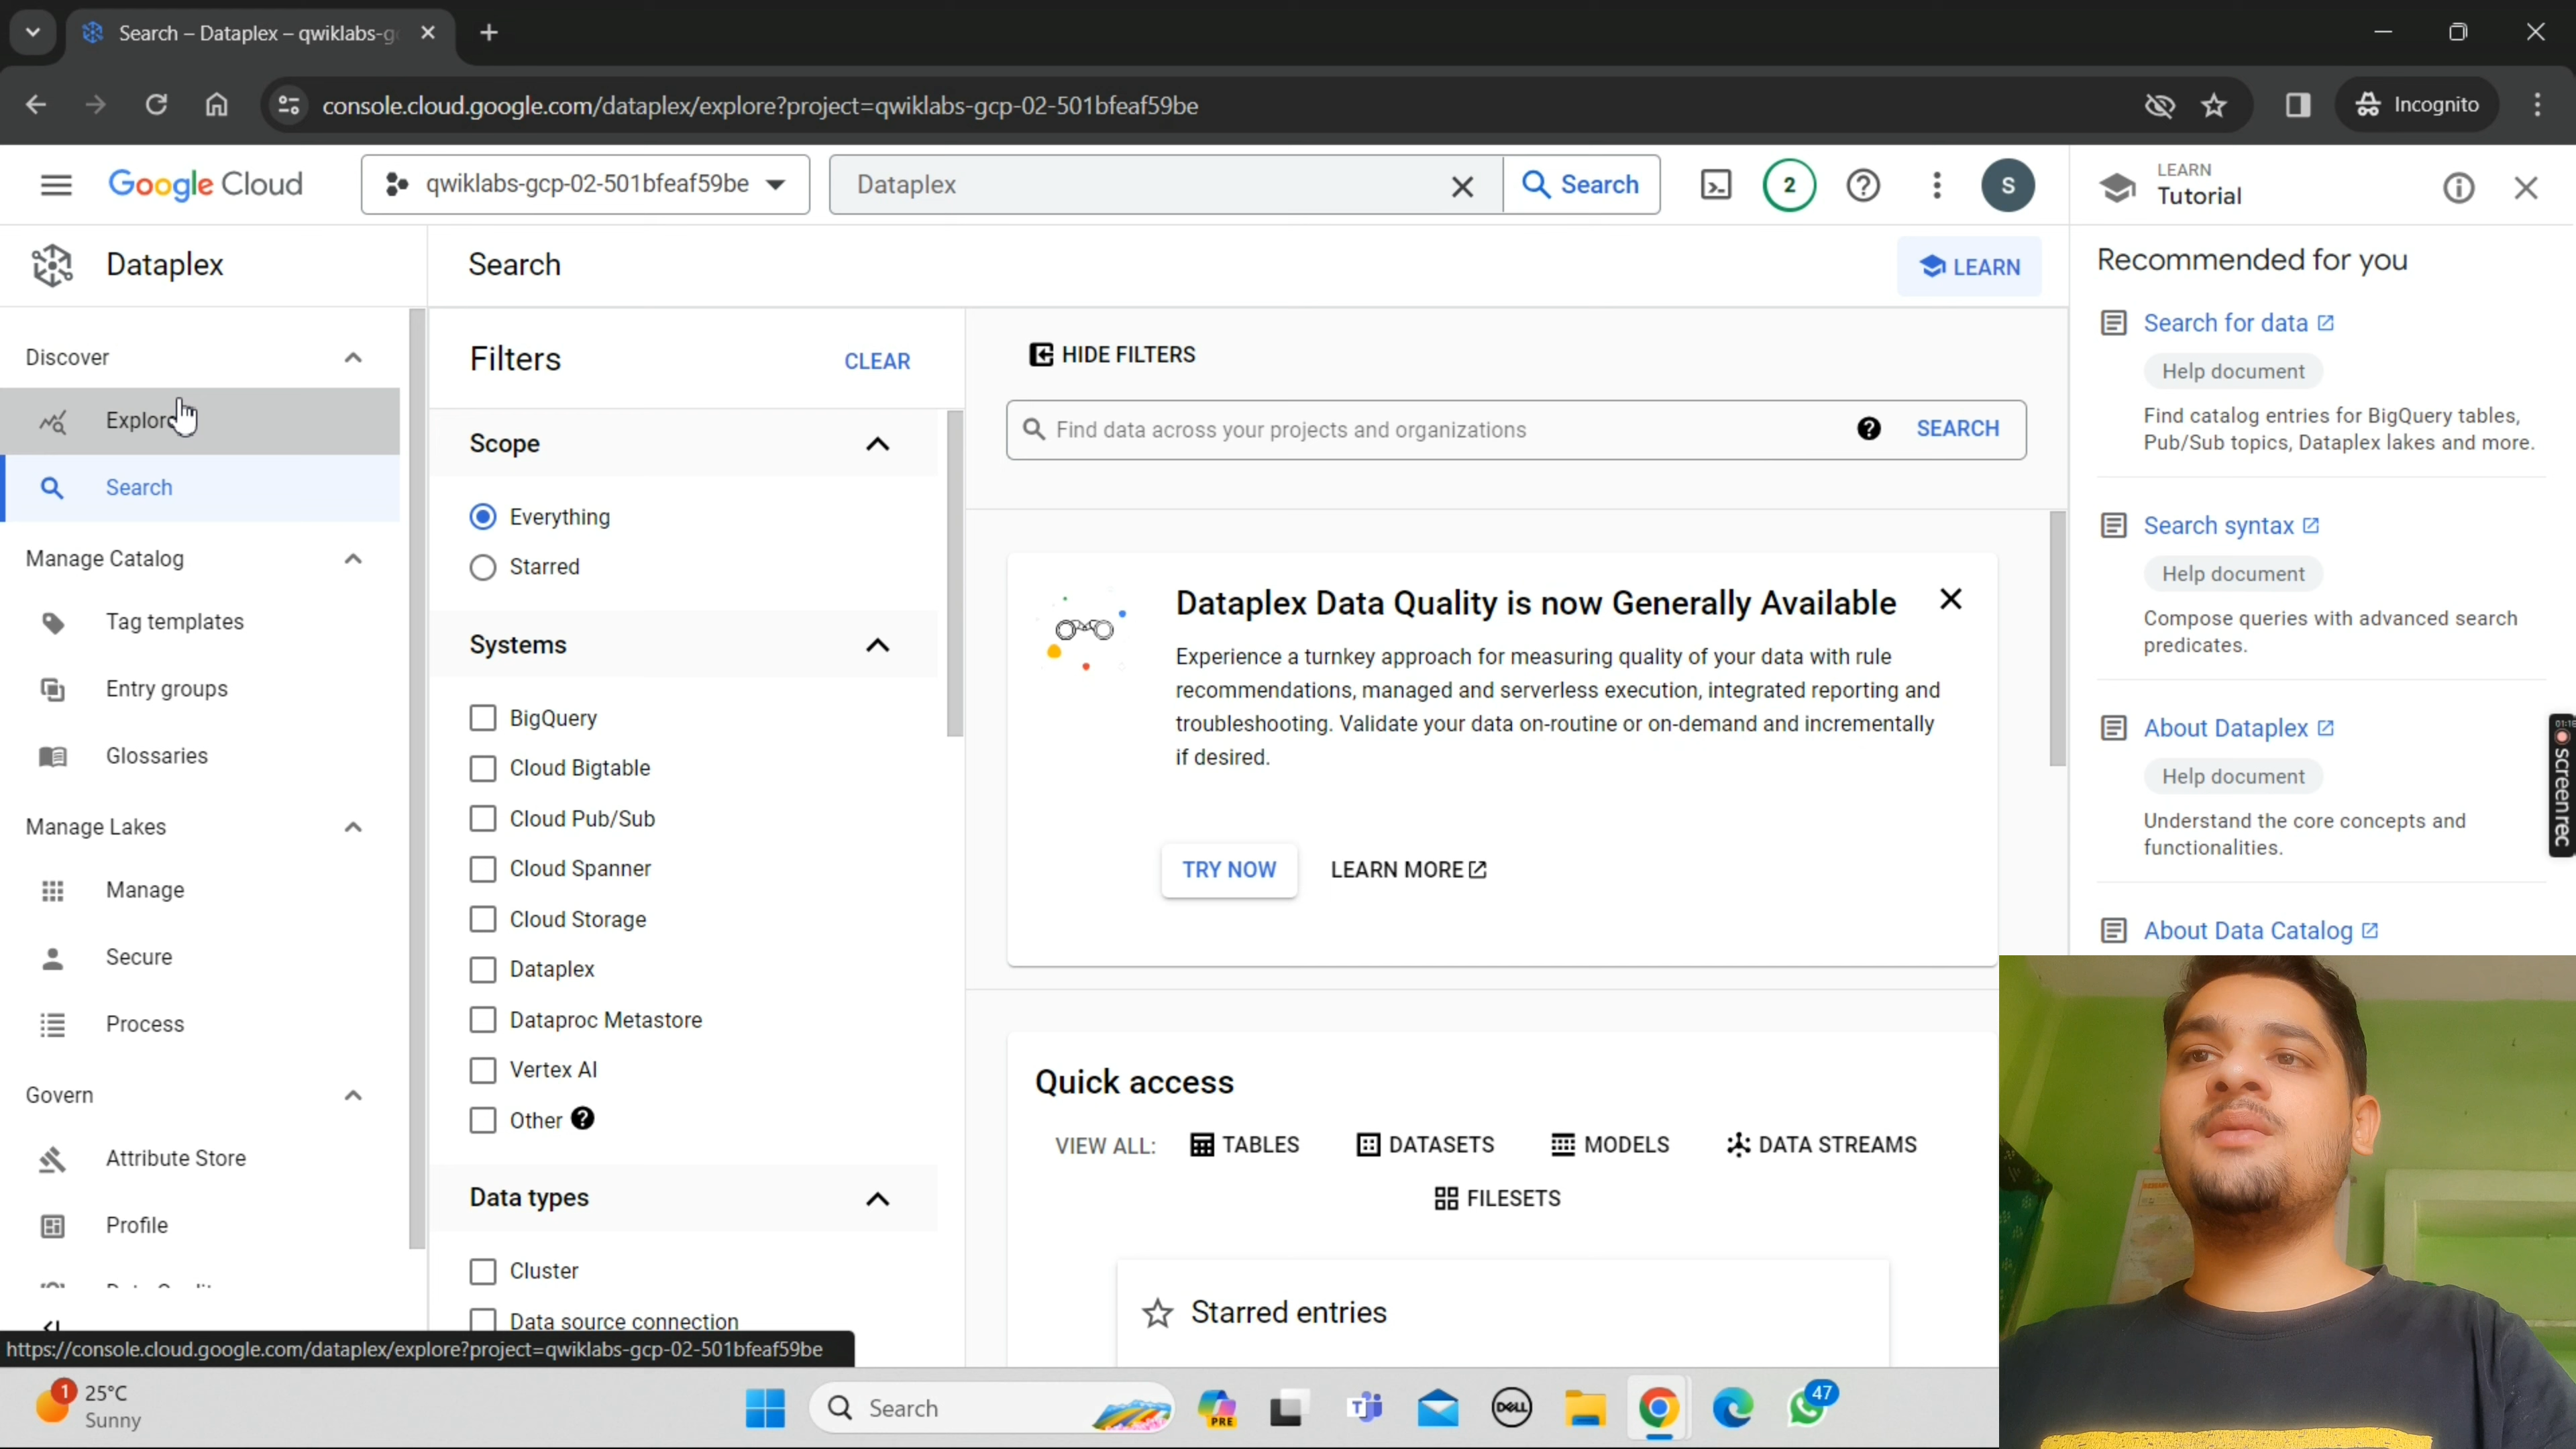 Search – Dataplex – qwiklabs-g
console.cloud.google.com/dataplex/explore?project=qwiklabs-gcp-02-501bfeaf59be
Incognito
Google Cloud
qwiklabs-gcp-02-501bfeaf59be
Dataplex
Search
2
S
LEARN
Tutorial
Dataplex
Search
LEARN
Recommended for you
Discover
Explore
Search
Manage Catalog
Tag templates
Entry groups
Glossaries
Manage Lakes
Manage
Secure
Process
Govern
Attribute Store
Profile
Filters
CLEAR
Scope
Everything
Starred
Systems
BigQuery
Cloud Bigtable
Cloud Pub/Sub
Cloud Spanner
Cloud Storage
Dataplex
Dataproc Metastore
Vertex AI
Other
Data types
Cluster
Data source connection
HIDE FILTERS
Find data across your projects and organizations
SEARCH
Dataplex Data Quality is now Generally Available
Experience a turnkey approach for measuring quality of your data with rule
recommendations, managed and serverless execution, integrated reporting and
troubleshooting. Validate your data on-routine or on-demand and incrementally
if desired.
TRY NOW
LEARN MORE
Quick access
VIEW ALL:
TABLES
DATASETS
MODELS
DATA STREAMS
FILESETS
Starred entries
Search for data
Help document
Find catalog entries for BigQuery tables,
Pub/Sub topics, Dataplex lakes and more.
Search syntax
Help document
Compose queries with advanced search
predicates.
About Dataplex
Help document
Understand the core concepts and
functionalities.
About Data Catalog
screenrec
https://console.cloud.google.com/dataplex/explore?project=qwiklabs-gcp-02-501bfeaf59be
1
25°C
Sunny
Search
PRE
DELL
47